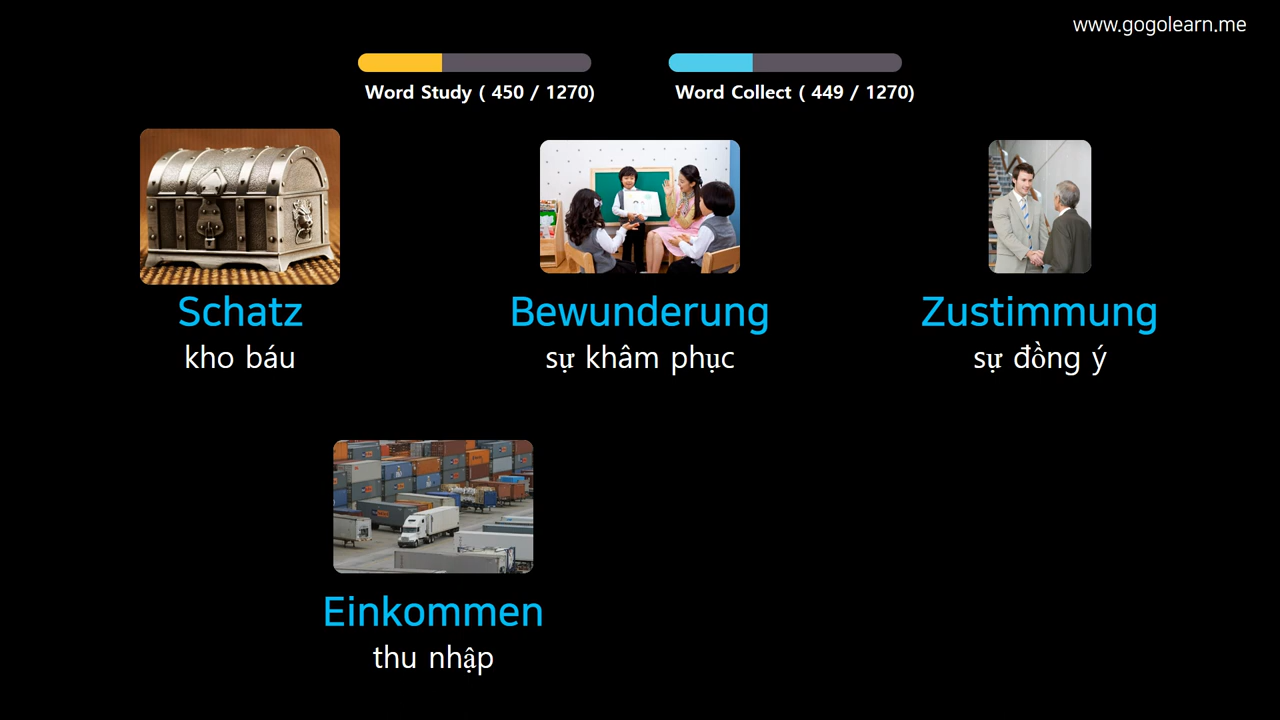 www.gogolearn.me
Word Study ( 450 / 1270)
Word Collect ( 449 / 1270)
Schatz
Bewunderung
Zustimmung
kho báu
sự khâm phục
sự đồng ý
Einkommen
thu nhập